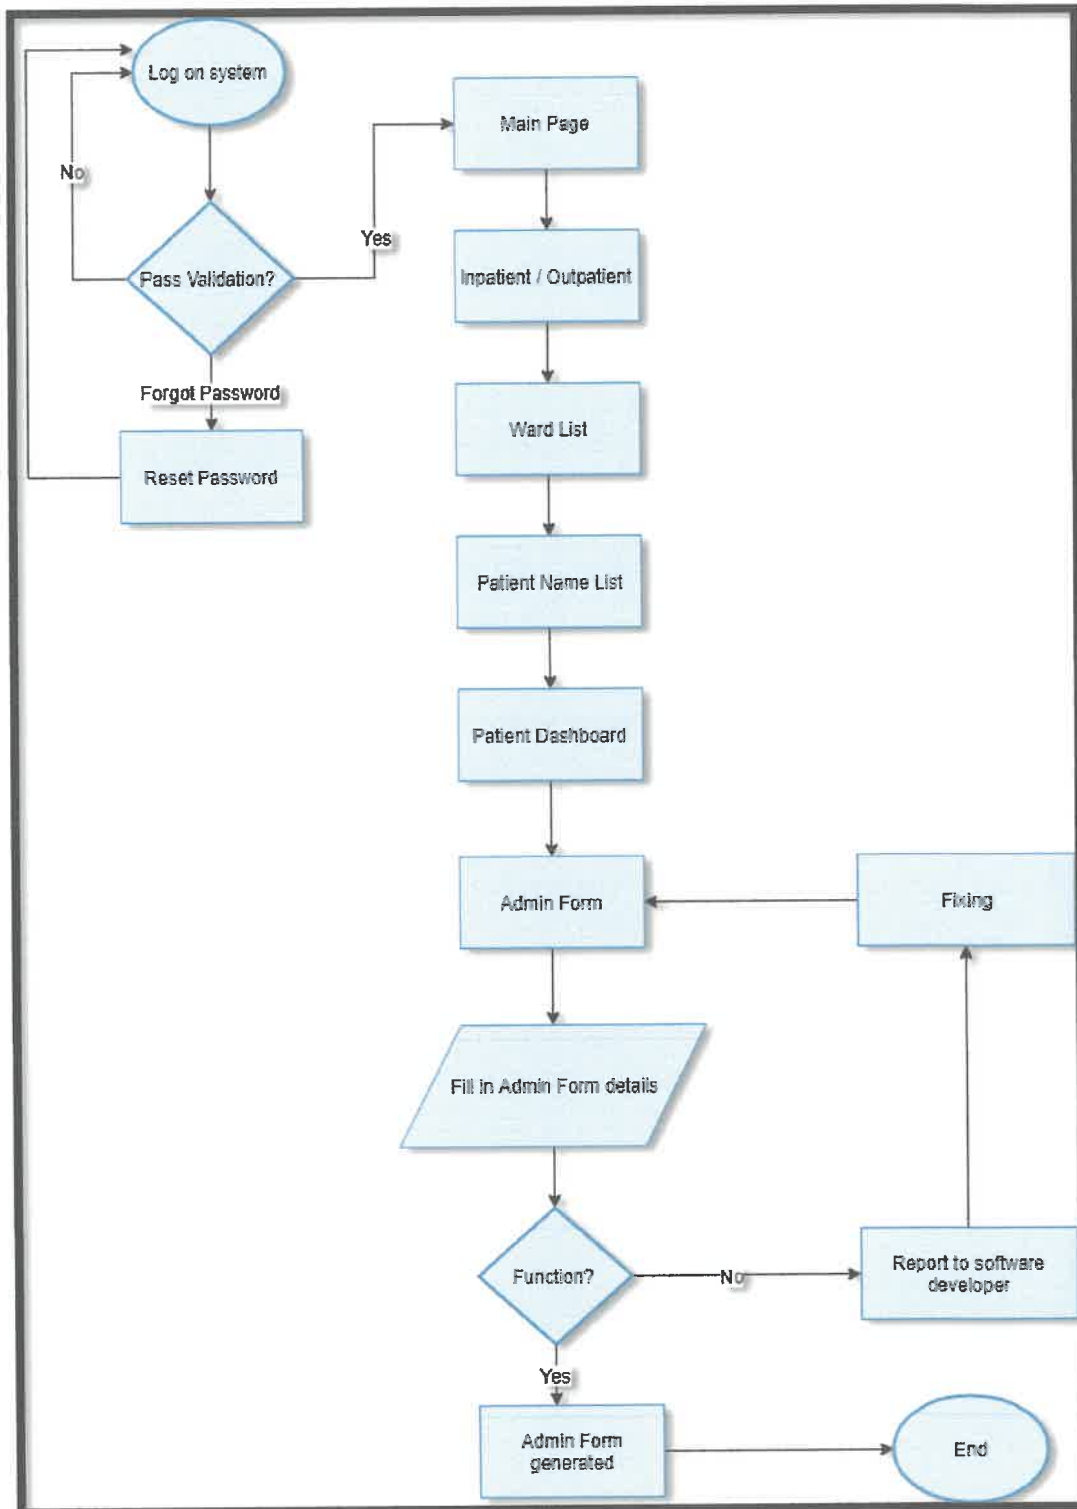 Log on system
Main Page
No
Yes
Pass Validation?
Inpatient / Outpatient
Forgot Password
Ward List
Reset Password
Patient Name List
Patient Dashboard
Admin Form
Fixing
Fill in Admin Form details
Function?
No
Report to software
developer
Yes
Admin Form
generated
End